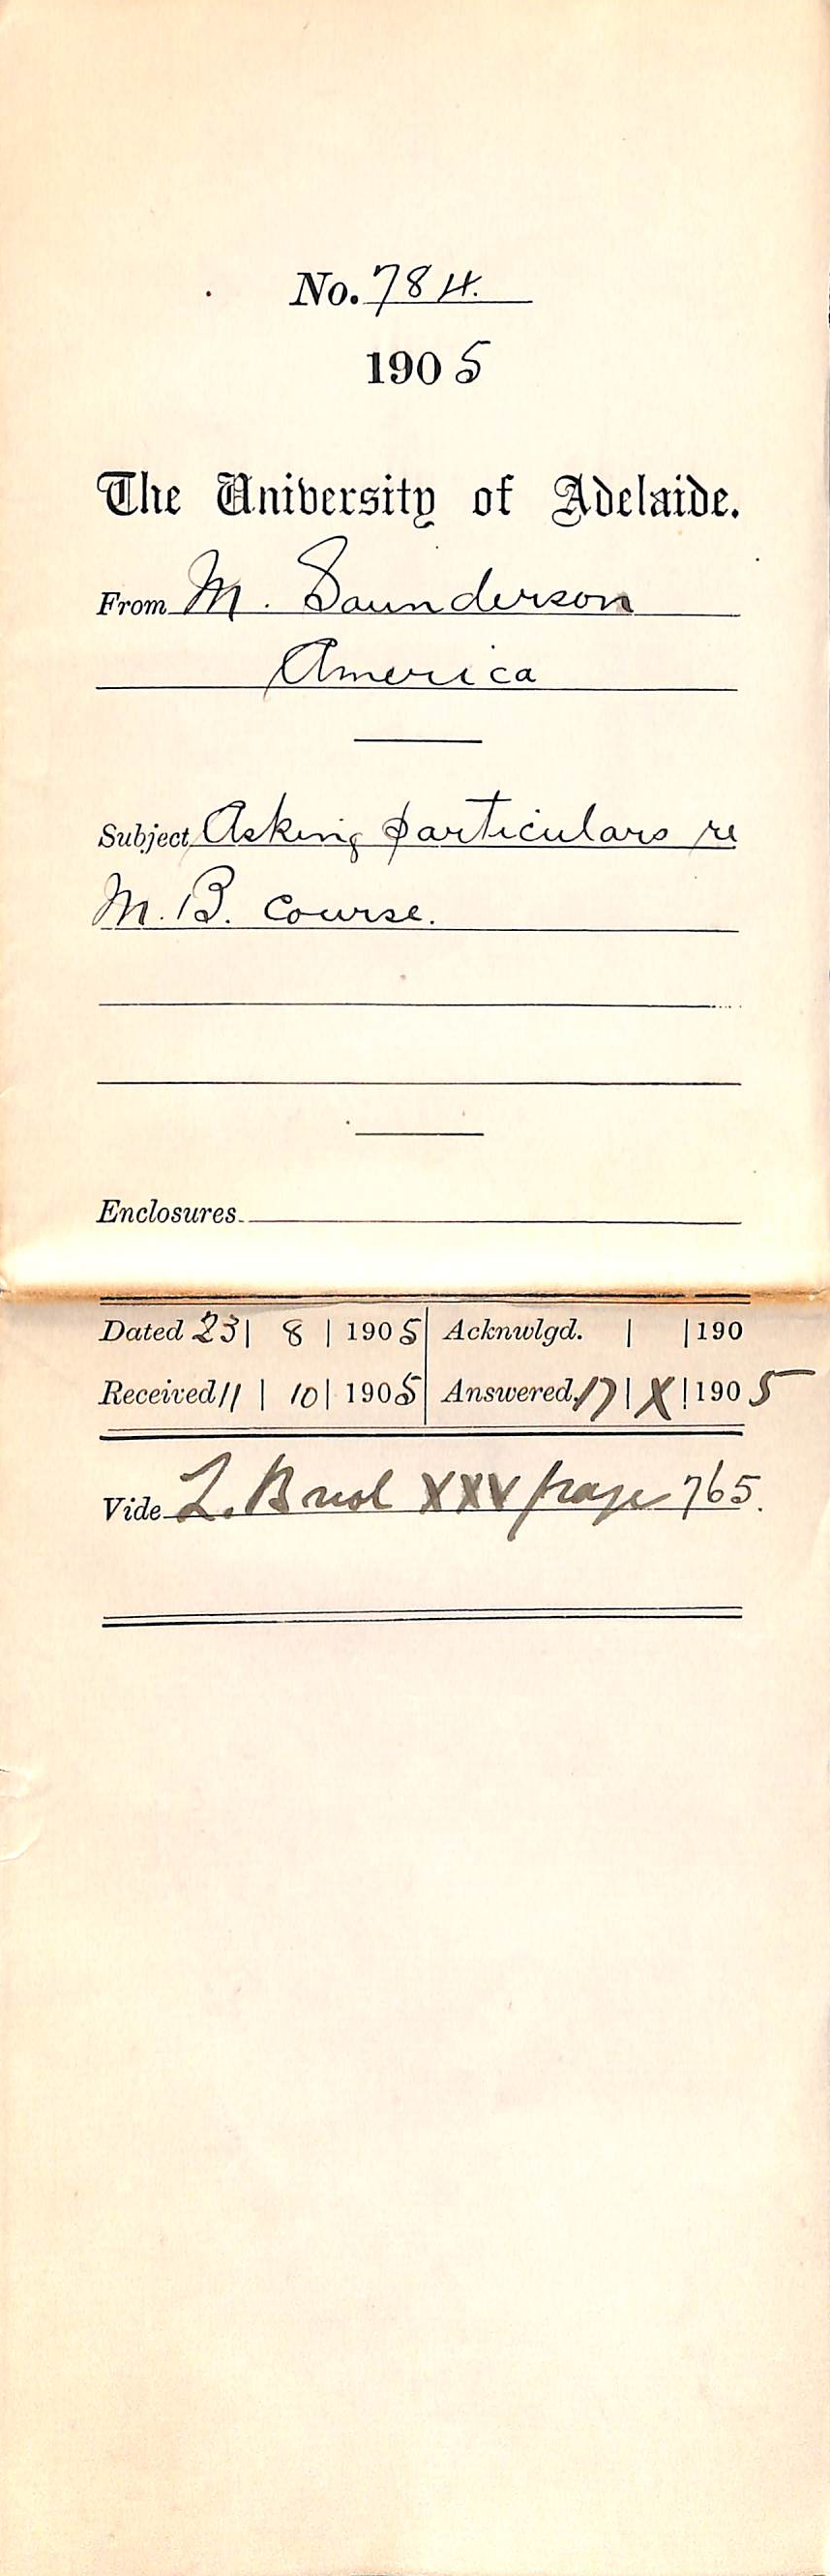 No. 784.
1905
The University of Adelaide.
From M. Saunderson
America
Subject Asking particulars re
M.B. Course.
Enclosures.
Dated 23 | 8 | 1905 | Acknwlgd. | | 190
Received 11 | 10 | 1905 | Answered. 17 | X | 1905
Vide L.B vol XXV page 765.